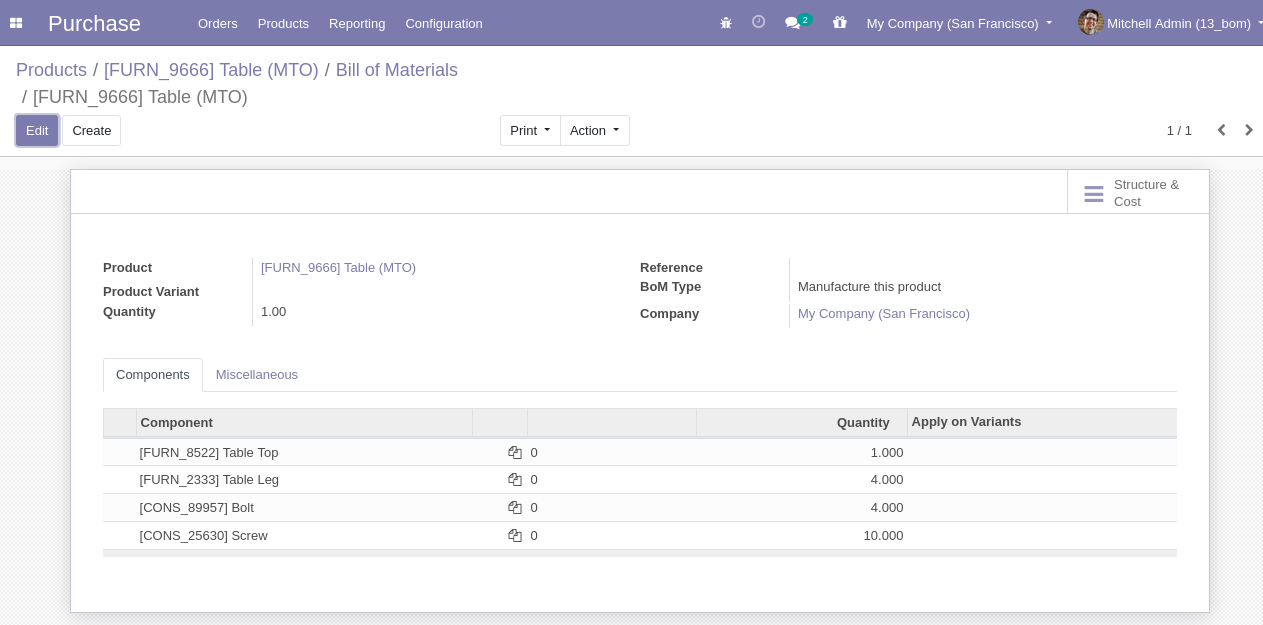 Purchase Orders Products Reporting Configuration 2 My Company (San Francisco) Mitchell Admin (13_bom)
Products / [FURN_9666] Table (MTO) / Bill of Materials
/ [FURN_9666] Table (MTO)
Edit Create Print Action 1 / 1
Structure &
Cost
Product [FURN_9666] Table (MTO)
Product Variant
Quantity 1.00
Reference
BoM Type Manufacture this product
Company My Company (San Francisco)
Components Miscellaneous
Component Quantity Apply on Variants
[FURN_8522] Table Top 0 1.000
[FURN_2333] Table Leg 0 4.000
[CONS_89957] Bolt 0 4.000
[CONS_25630] Screw 0 10.000